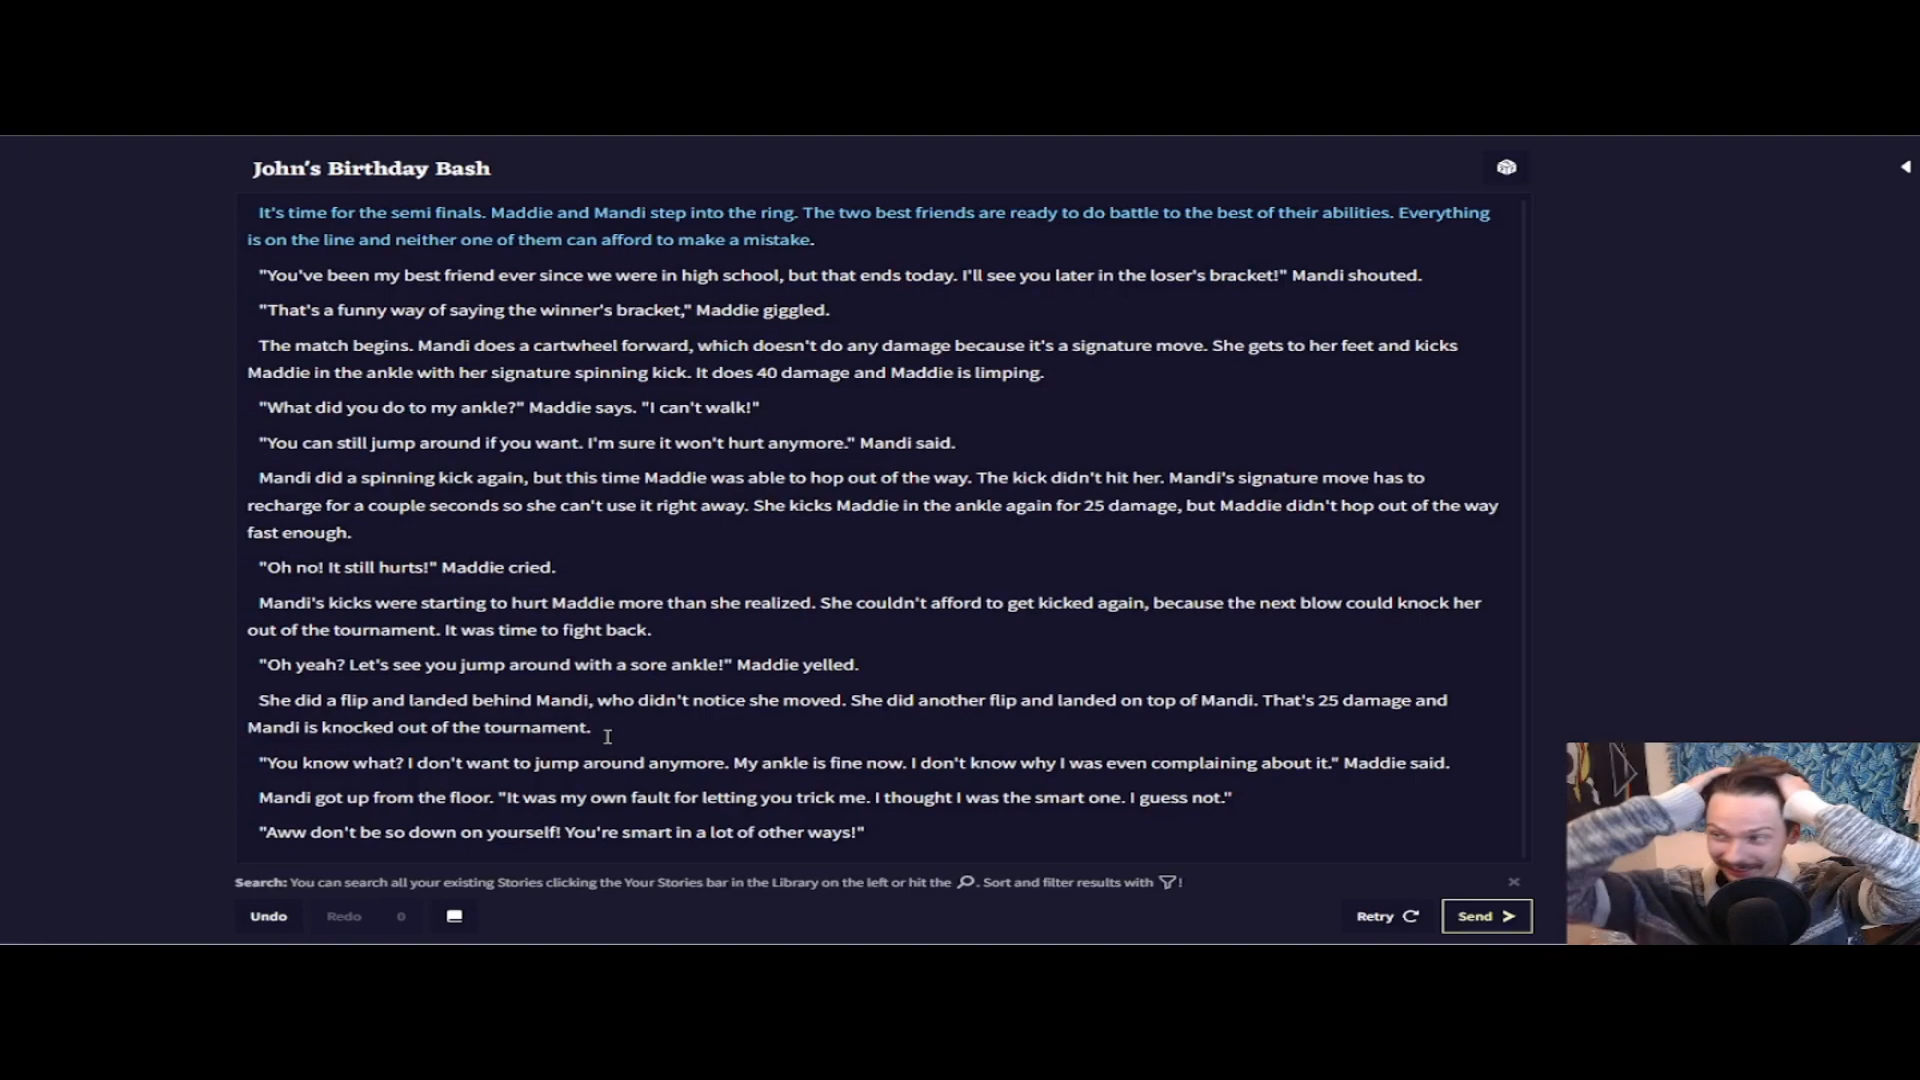 John's Birthday Bash
It's time for the semi finals. Maddie and Mandi step into the ring. The two best friends are ready to do battle to the best of their abilities. Everything
is on the line and neither one of them can afford to make a mistake.
"You've been my best friend ever since we were in high school, but that ends today. I'll see you later in the loser's bracket!" Mandi shouted.
"That's a funny way of saying the winner's bracket," Maddie giggled.
The match begins. Mandi does a cartwheel forward, which doesn't do any damage because it's a signature move. She gets to her feet and kicks
Maddie in the ankle with her signature spinning kick. It does 40 damage and Maddie is limping.
"What did you do to my ankle?" Maddie says. "I can't walk!"
"You can still jump around if you want. I'm sure it won't hurt anymore." Mandi said.
Mandi did a spinning kick again, but this time Maddie was able to hop out of the way. The kick didn't hit her. Mandi's signature move has to
recharge for a couple seconds so she can't use it right away. She kicks Maddie in the ankle again for 25 damage, but Maddie didn't hop out of the way
fast enough.
"Oh no! It still hurts!" Maddie cried.
Mandi's kicks were starting to hurt Maddie more than she realized. She couldn't afford to get kicked again, because the next blow could knock her
out of the tournament. It was time to fight back.
"Oh yeah? Let's see you jump around with a sore ankle!" Maddie yelled.
She did a flip and landed behind Mandi, who didn't notice she moved. She did another flip and landed on top of Mandi. That's 25 damage and
Mandi is knocked out of the tournament.
"You know what? I don't want to jump around anymore. My ankle is fine now. I don't know why I was even complaining about it." Maddie said.
Mandi got up from the floor. "It was my own fault for letting you trick me. I thought I was the smart one. I guess not."
"Aww don't be so down on yourself! You're smart in a lot of other ways!"
Search: You can search all your existing Stories clicking the Your Stories bar in the Library on the left or hit the . Sort and filter results with !
Undo Redo 0 Retry Send